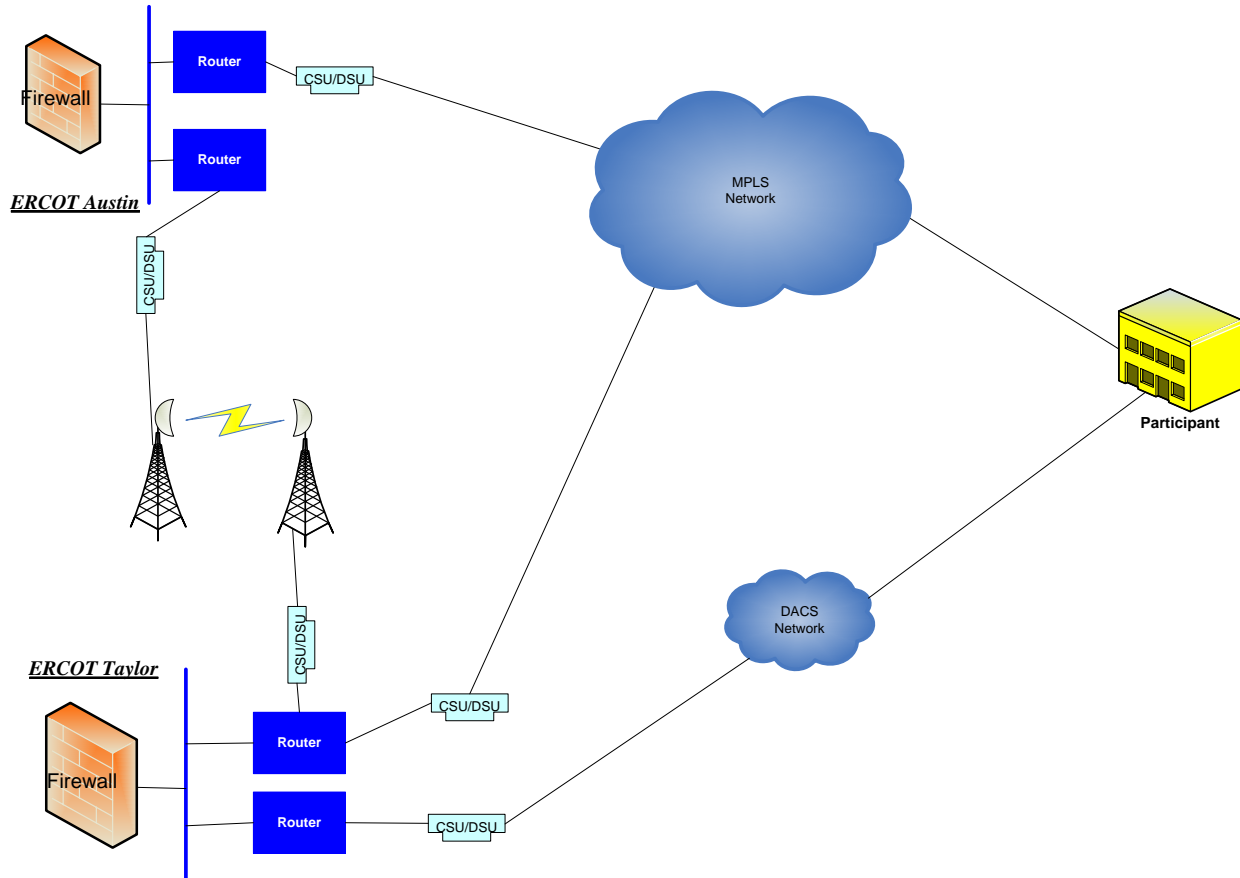 Router
CSU/DSU
Firewall
Router
ERCOT Austin
MPLS
Network
CSU/DSU
Participant
DACS
Network
CSU/DSU
ERCOT Taylor
CSU/DSU
Router
Firewall
Router
CSU/DSU